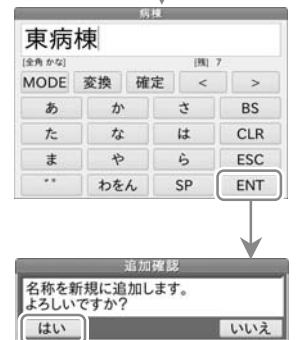 病棟
東病棟
[全角 かな] [残] 7
MODE 変換 確定 < >
あ か さ BS
た な は CLR
ま や ら ESC
゛゜ わをん SP ENT
追加確認
名称を新規に追加します。
よろしいですか?
はい いいえ